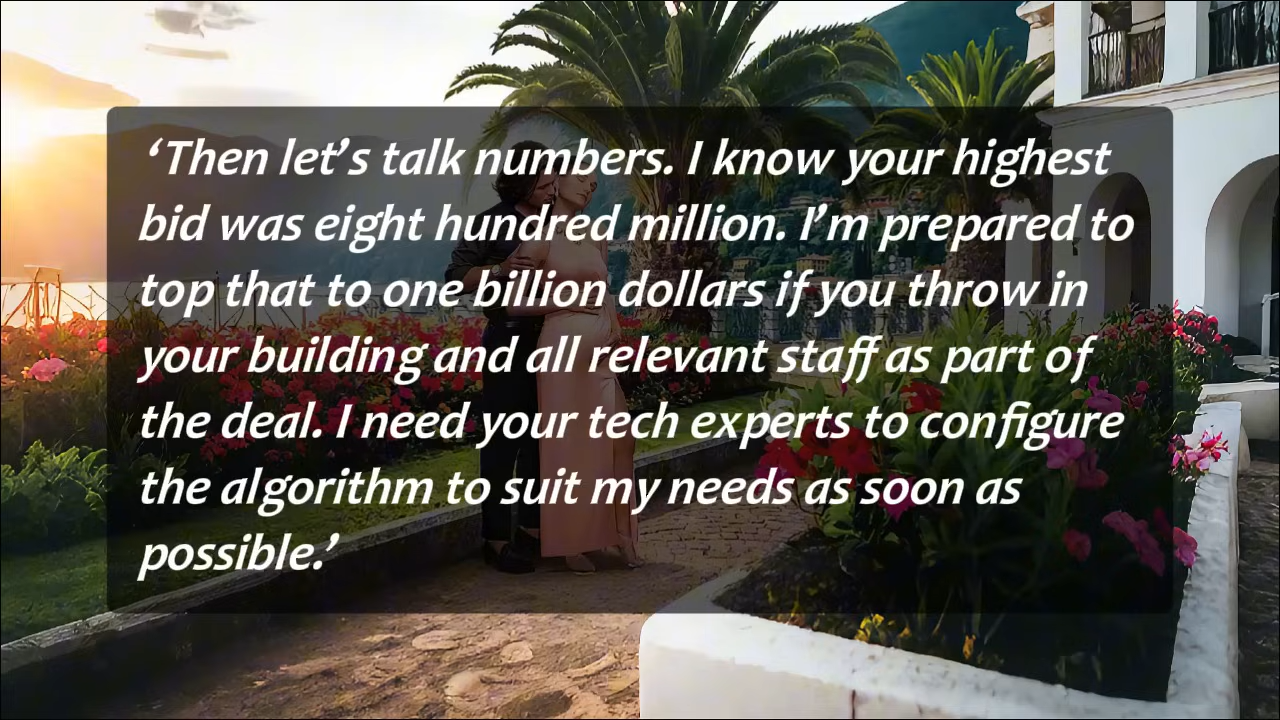 ‘Then let’s talk numbers. I know your highest
bid was eight hundred million. I’m prepared to
top that to one billion dollars if you throw in
your building and all relevant staff as part of
the deal. I need your tech experts to configure
the algorithm to suit my needs as soon as
possible.’